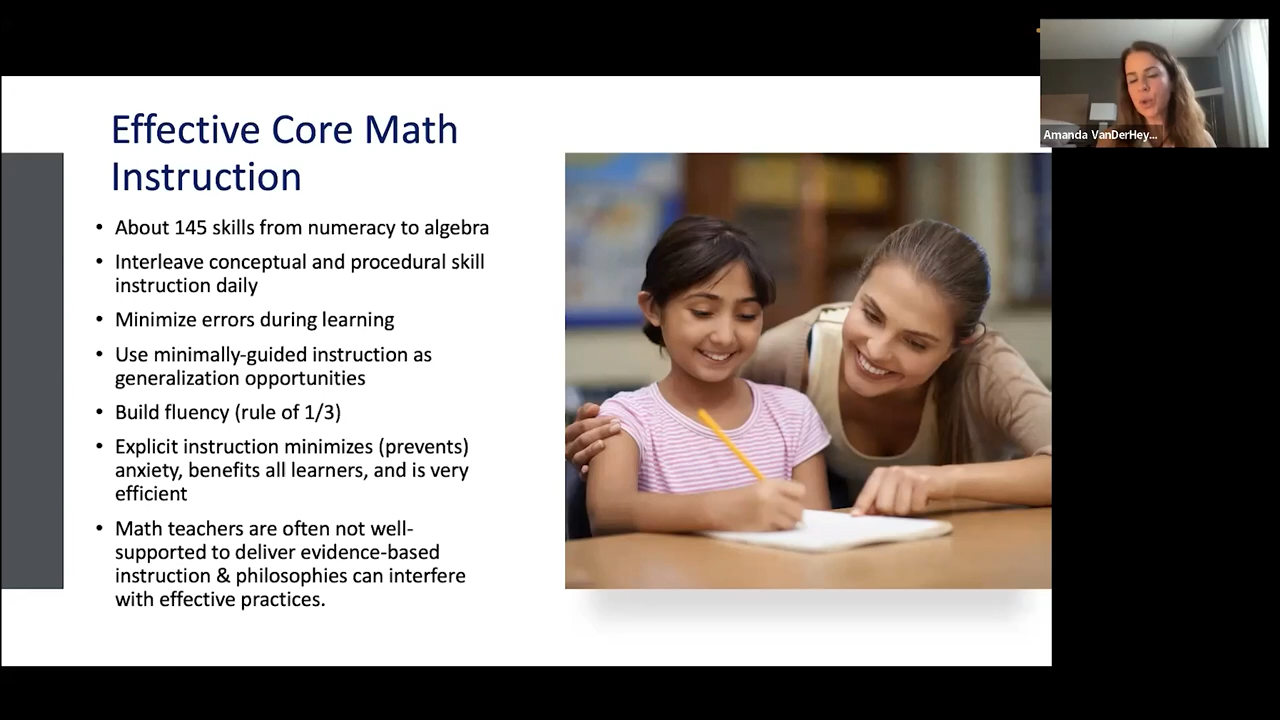 Amanda VanDerHey...
Effective Core Math
Instruction
• About 145 skills from numeracy to algebra
• Interleave conceptual and procedural skill
instruction daily
• Minimize errors during learning
• Use minimally-guided instruction as
generalization opportunities
• Build fluency (rule of 1/3)
• Explicit instruction minimizes (prevents)
anxiety, benefits all learners, and is very
efficient
• Math teachers are often not well-
supported to deliver evidence-based
instruction & philosophies can interfere
with effective practices.